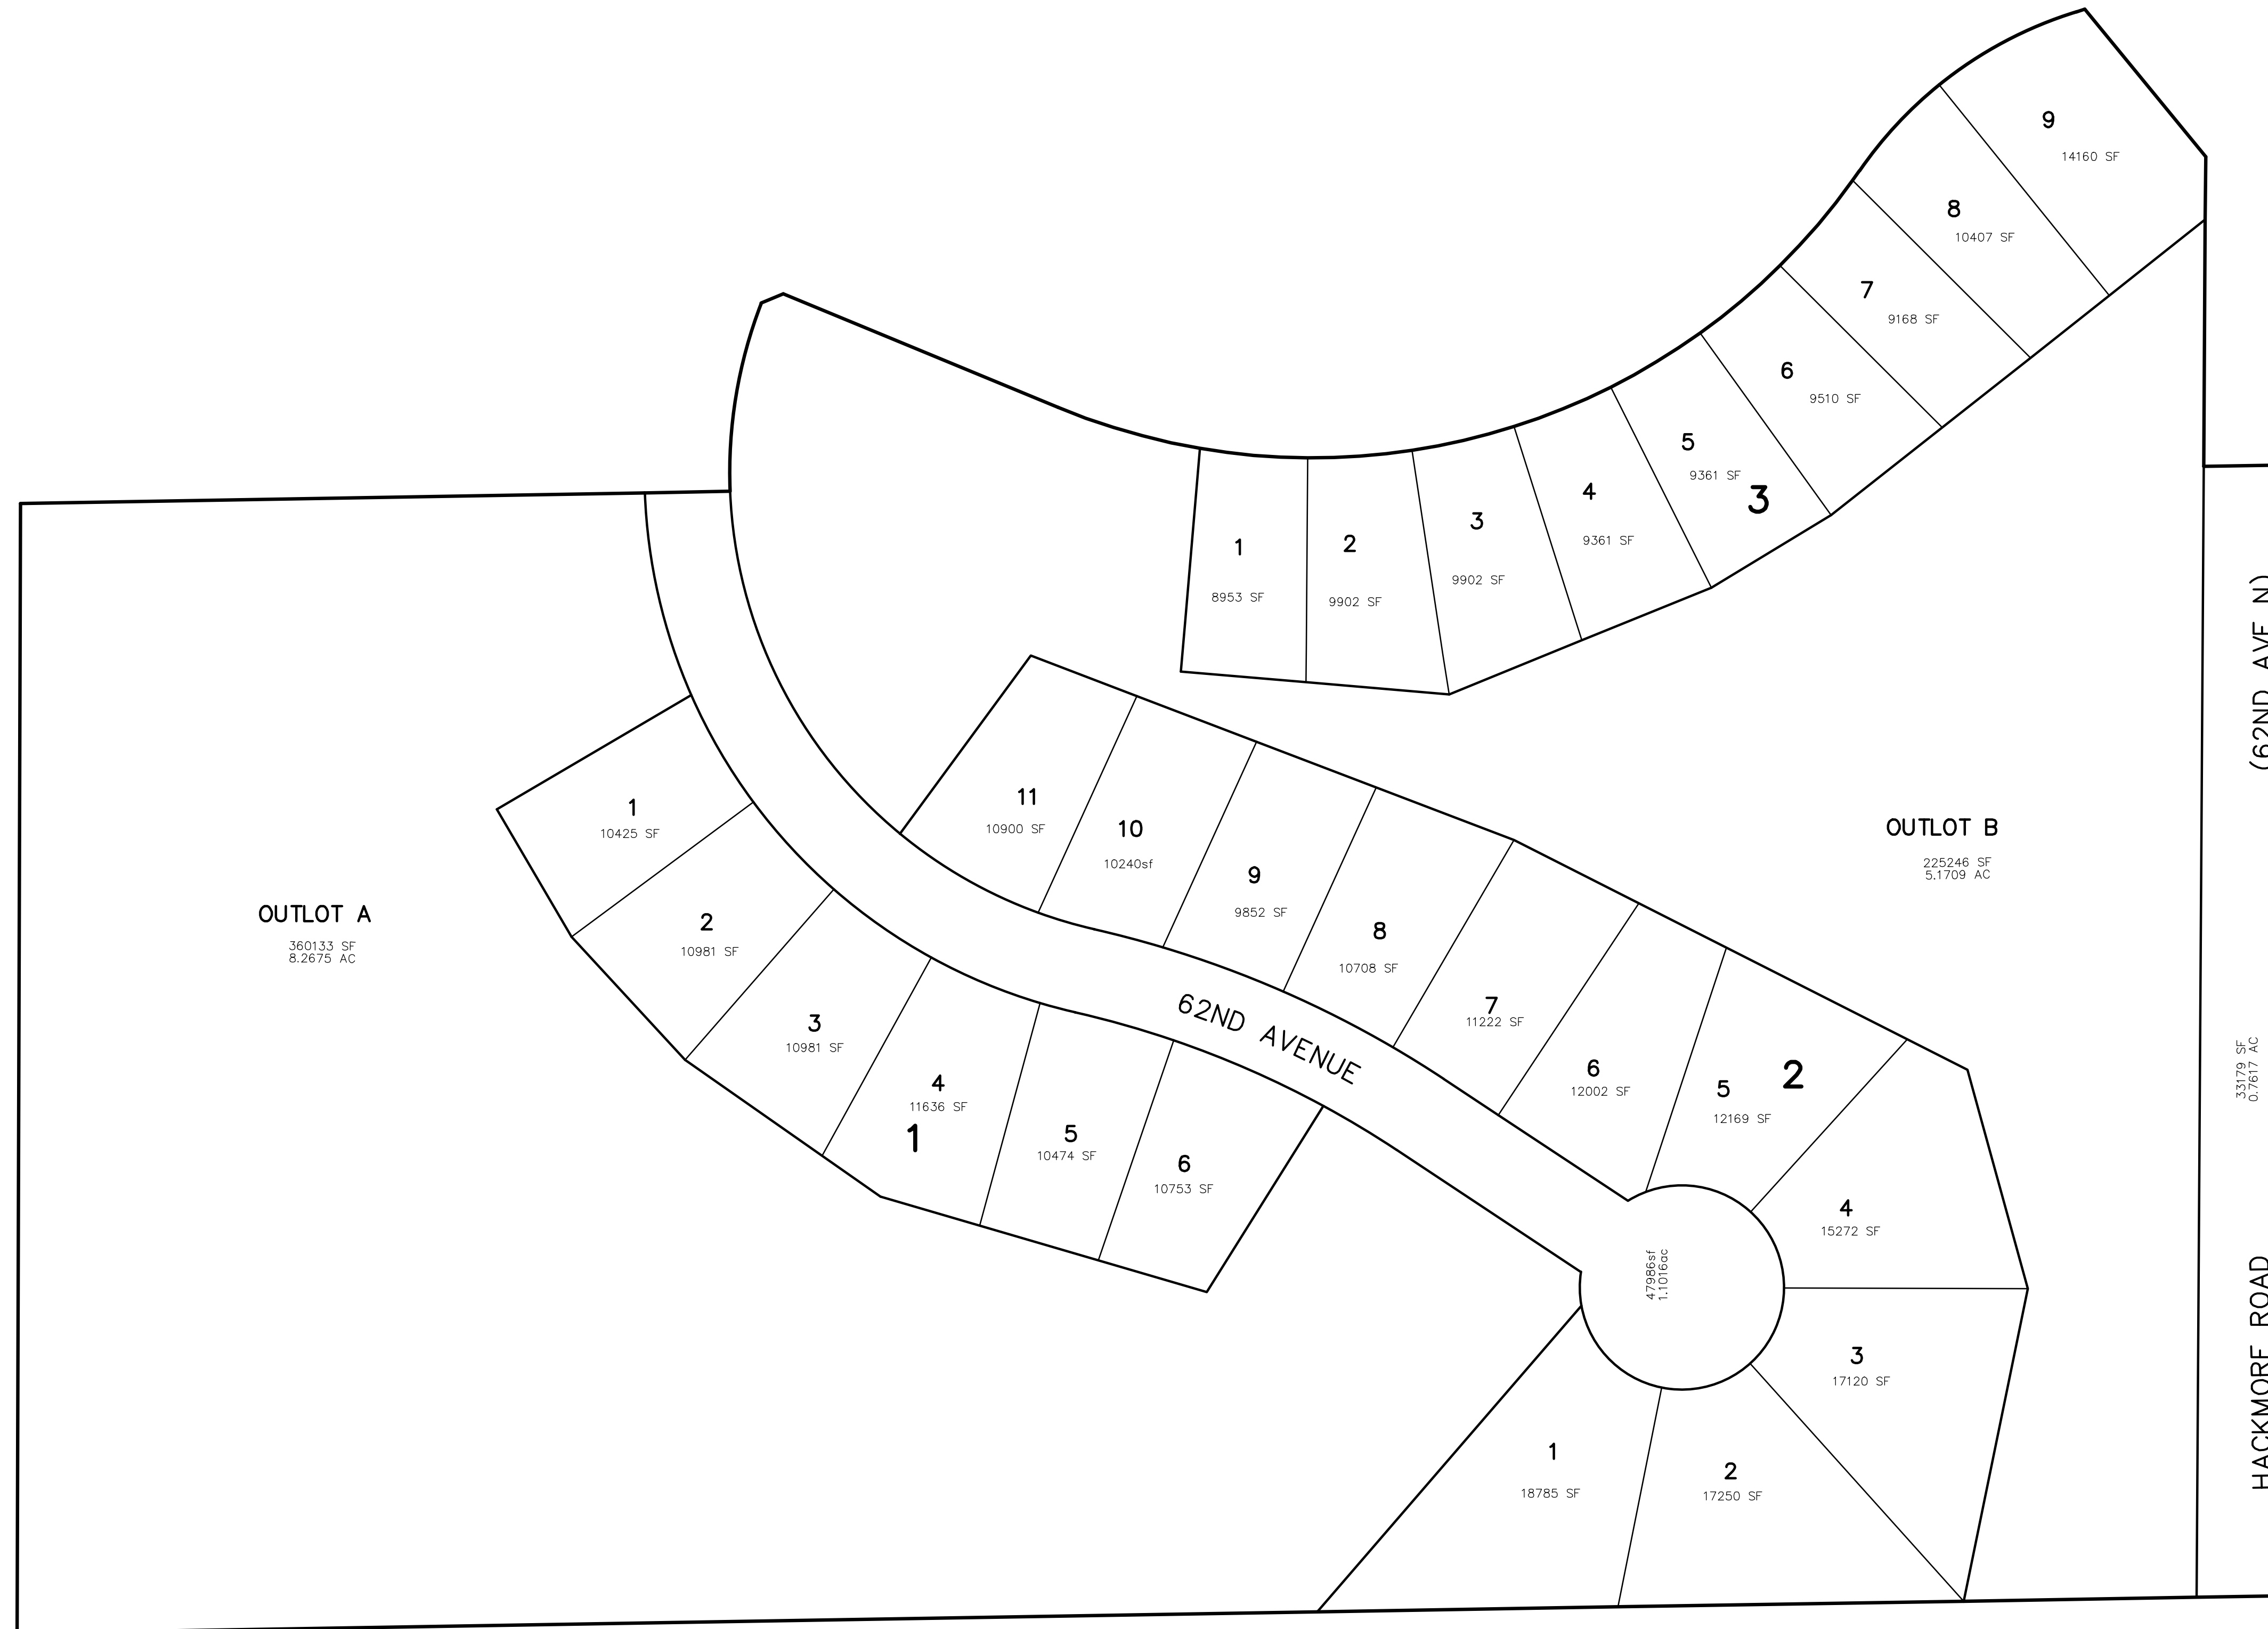 9
14160 SF
8
10407 SF
7
9168 SF
6
9510 SF
5
9361 SF
3
4
9361 SF
3
9902 SF
2
9902 SF
1
8953 SF
(62ND AVE N)
11
10900 SF
10
10240sf
9
9852 SF
8
10708 SF
7
11222 SF
6
12002 SF
5
12169 SF
2
4
15272 SF
3
17120 SF
2
17250 SF
1
18785 SF
OUTLOT B
225246 SF
5.1709 AC
1
10425 SF
2
10981 SF
3
10981 SF
4
11636 SF
1
5
10474 SF
6
10753 SF
OUTLOT A
360133 SF
8.2675 AC
62ND AVENUE
47986sf
1.1016ac
33179 SF
0.7617 AC
HACKMORE ROAD